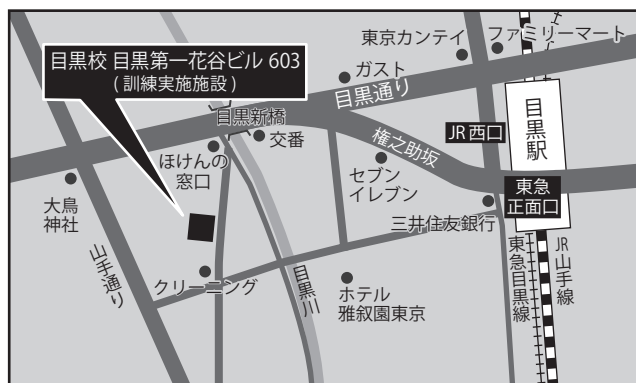 目黒校 目黒第一花谷ビル 603
( 訓練実施施設 )
東京カンテイ
ファミリーマート
ガスト
目黒通り
目黒新橋
交番
JR 西口
目黒駅
権之助坂
ほけんの
窓口
セブン
イレブン
東急
正面口
大鳥
神社
三井住友銀行
山手通り
クリーニング
目黒川
ホテル
雅叙園東京
東急目黒線
JR山手線